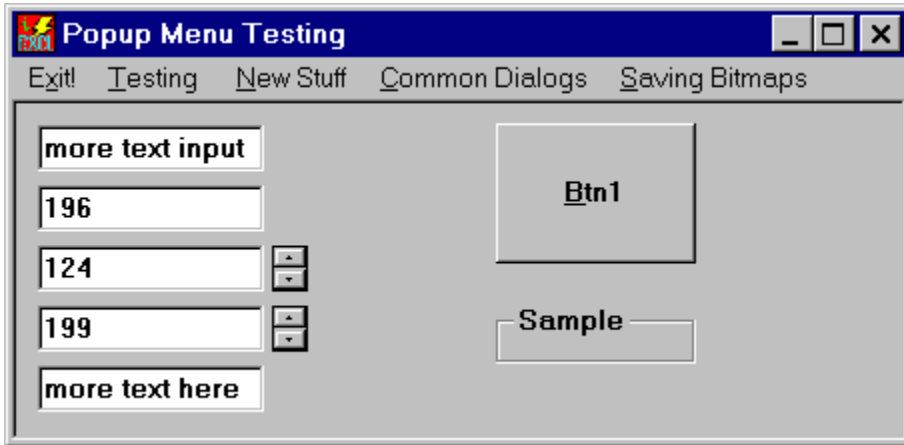 Popup Menu Testing
Exit! Testing New Stuff Common Dialogs Saving Bitmaps
more text input
Btn1
196
124
199
Sample
more text here